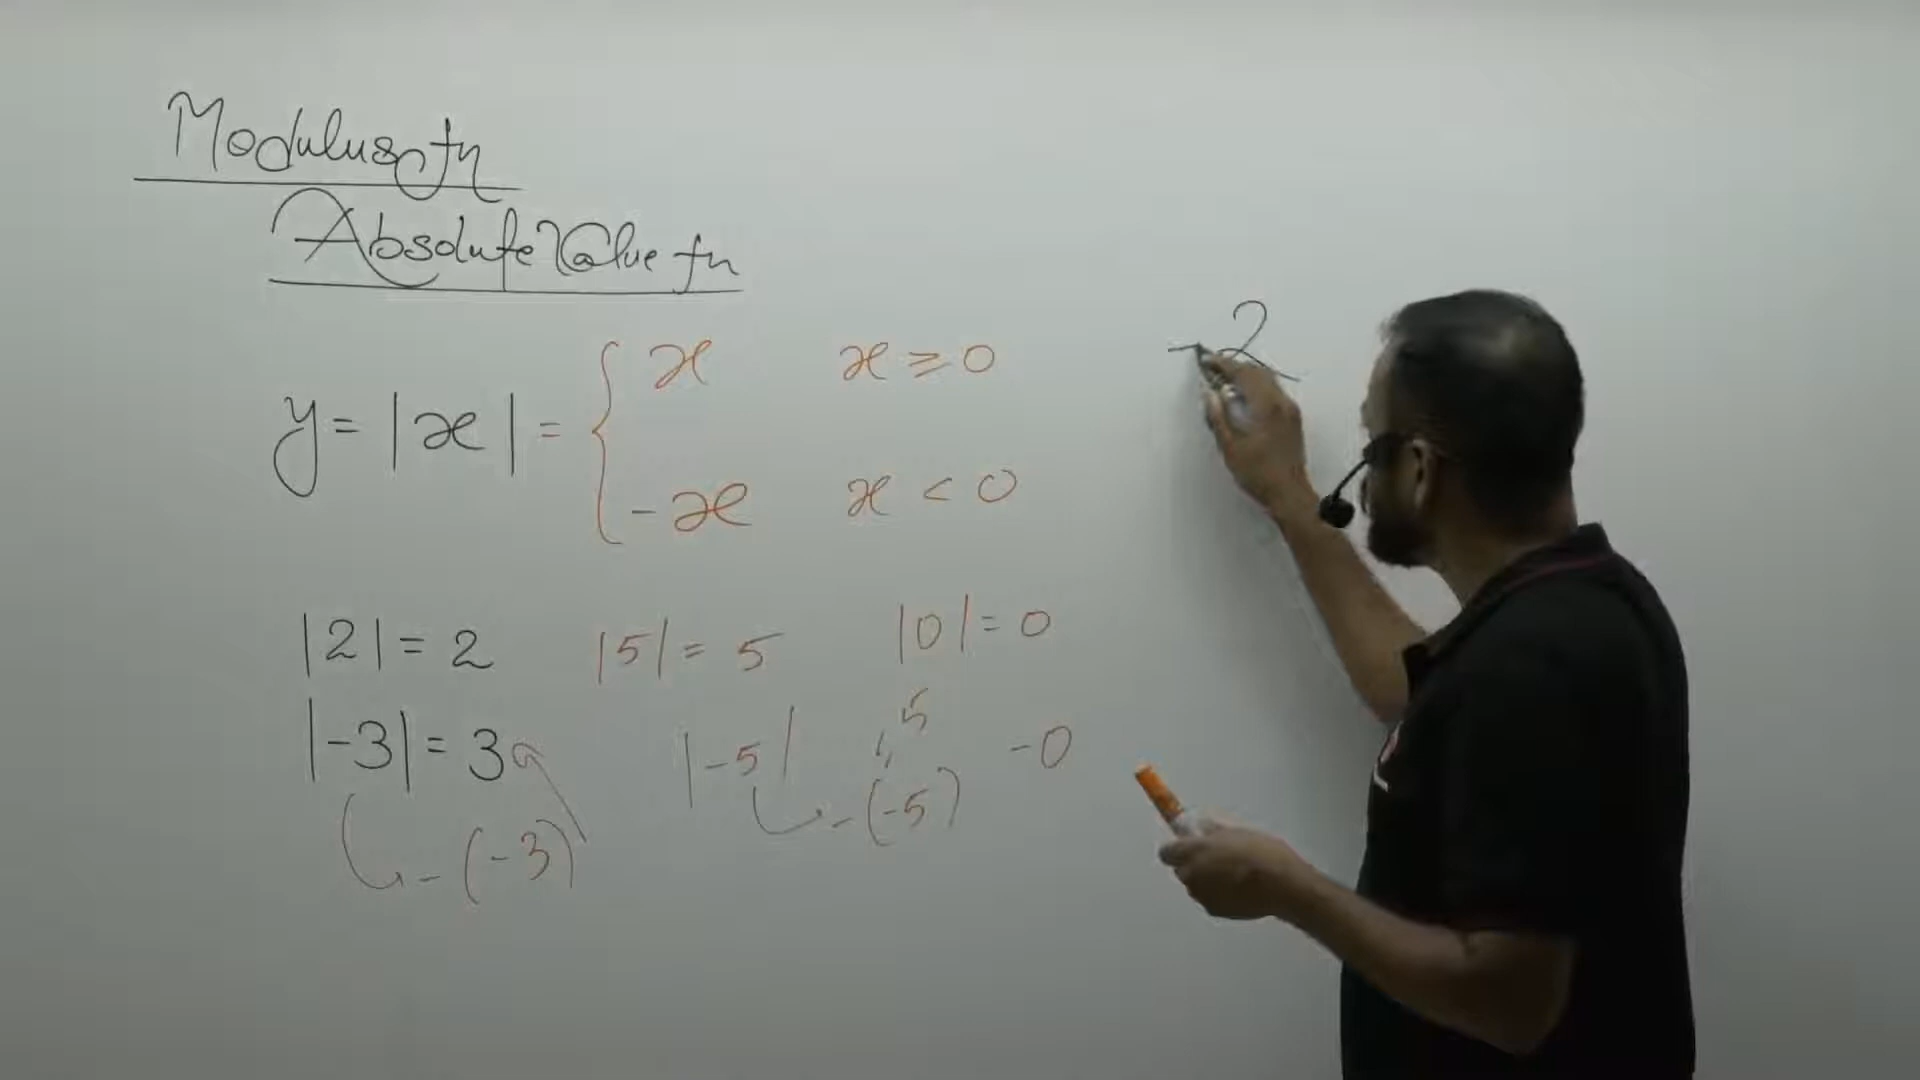 Modulus fn
Absolute Value fn
y = |x| = { x x ≥ 0
-x x < 0
-2
|2| = 2 |5| = 5 |0| = 0
|-3| = 3 |-5| 5 -0
-(-3) -(-5)